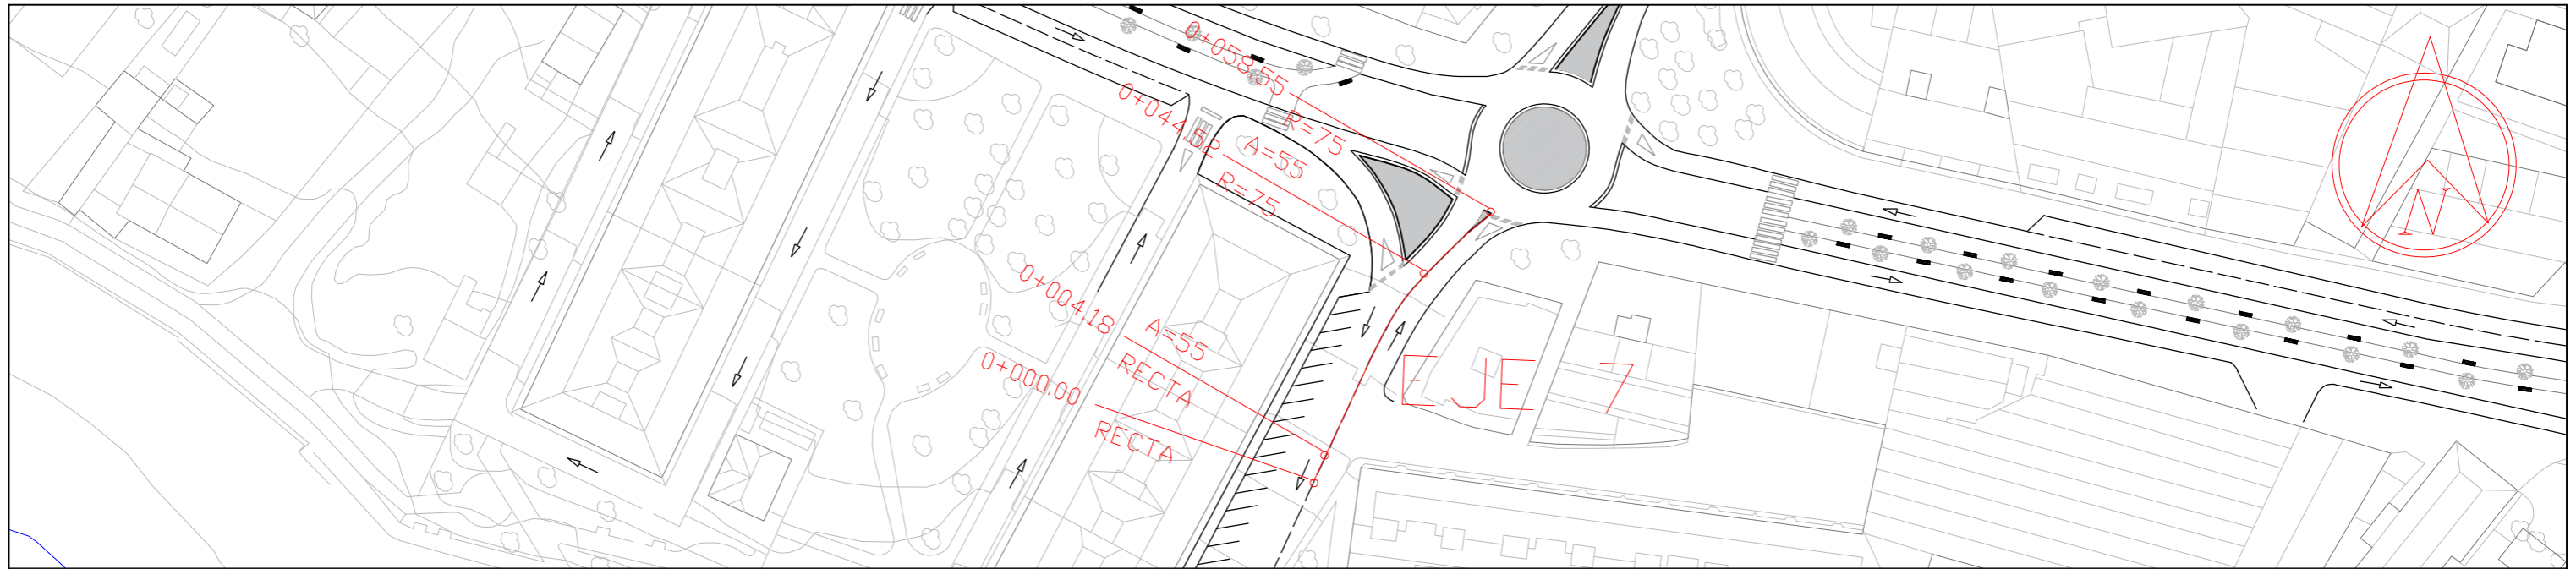 0+058.55
R=75
0+044.52
A=55
R=75
0+004.18
A=55
RECTA
0+000.00
RECTA
EJE 7
N